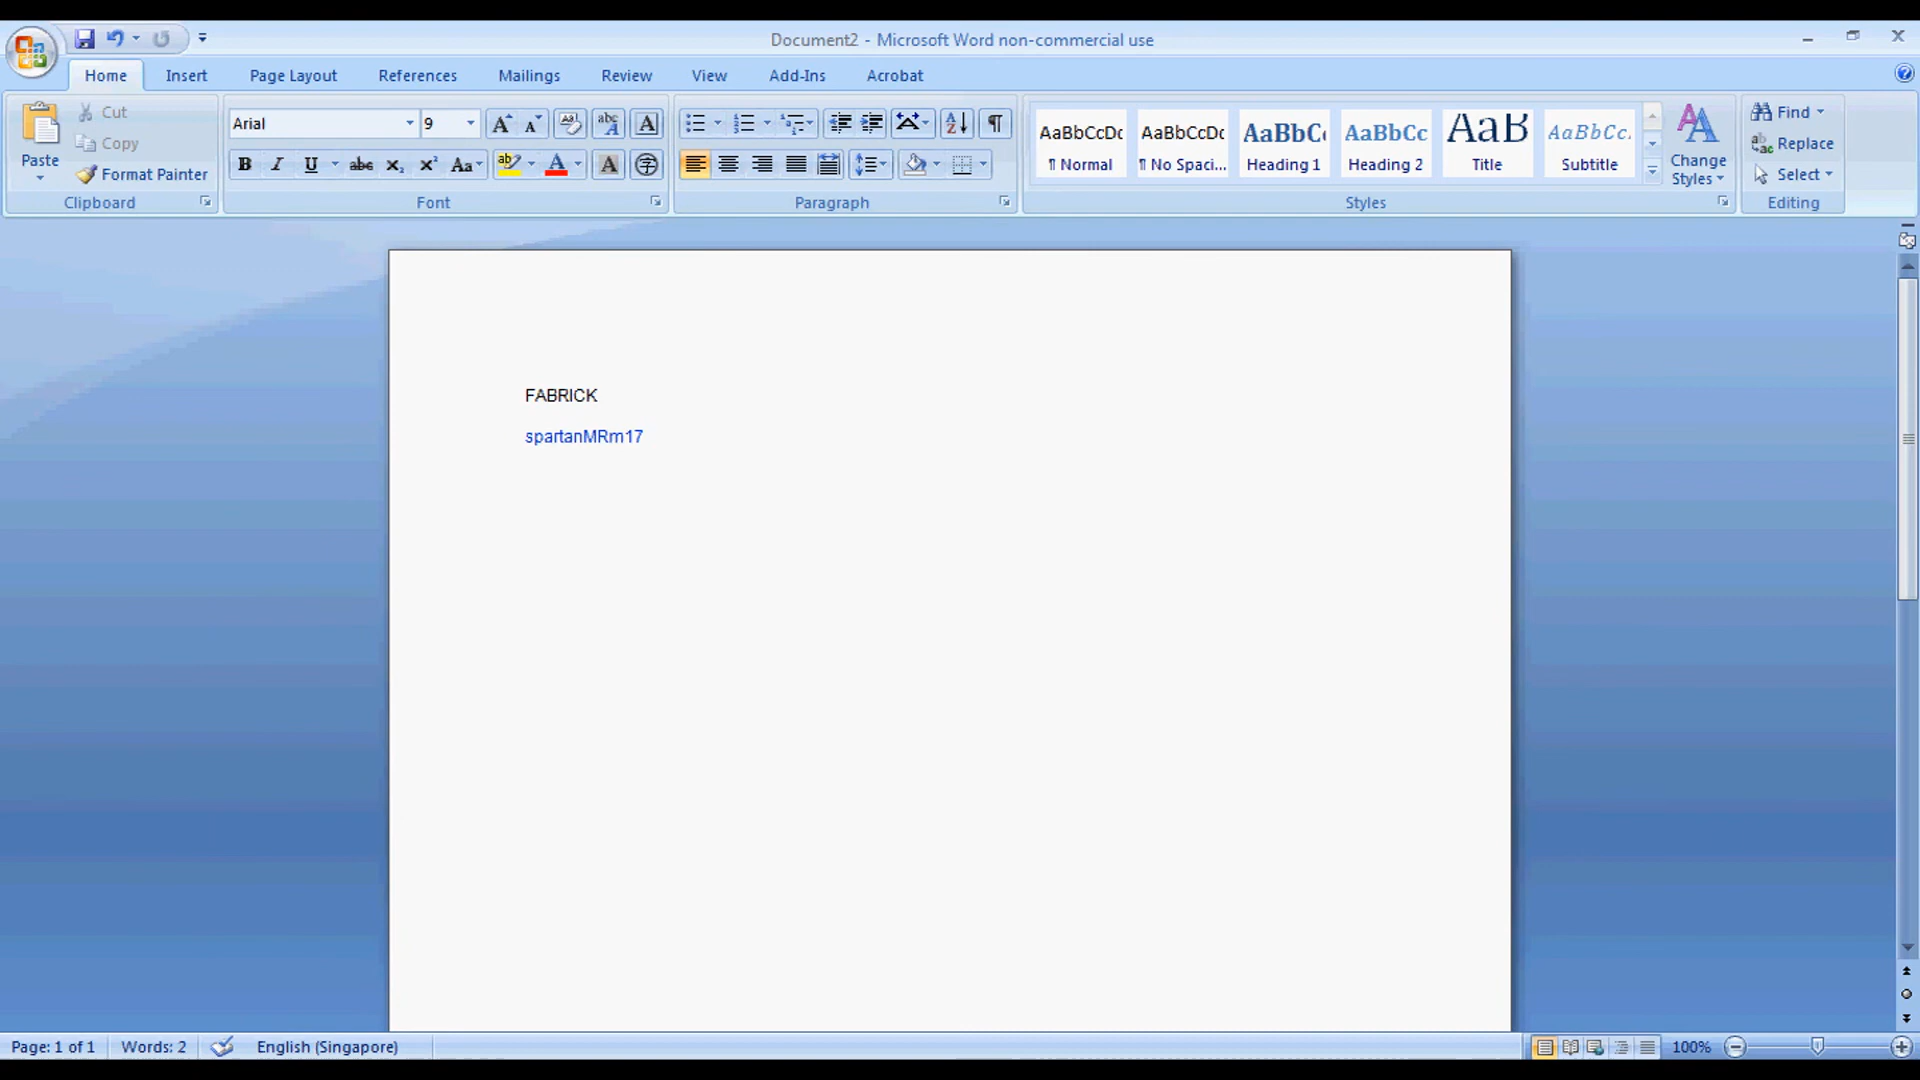 Document2 - Microsoft Word non-commercial use
Home Insert Page Layout References Mailings Review View Add-Ins Acrobat
Paste
Cut
Copy
Format Painter
Clipboard
Arial 9
Font
Paragraph
AaBbCcDc AaBbCcDc AaBbC AaBbCc AaB AaBbCc.
¶ Normal ¶ No Spaci... Heading 1 Heading 2 Title Subtitle
Change Styles
Styles
Find
Replace
Select
Editing
FABRICK
spartanMRm17
Page: 1 of 1 Words: 2 English (Singapore) 100%